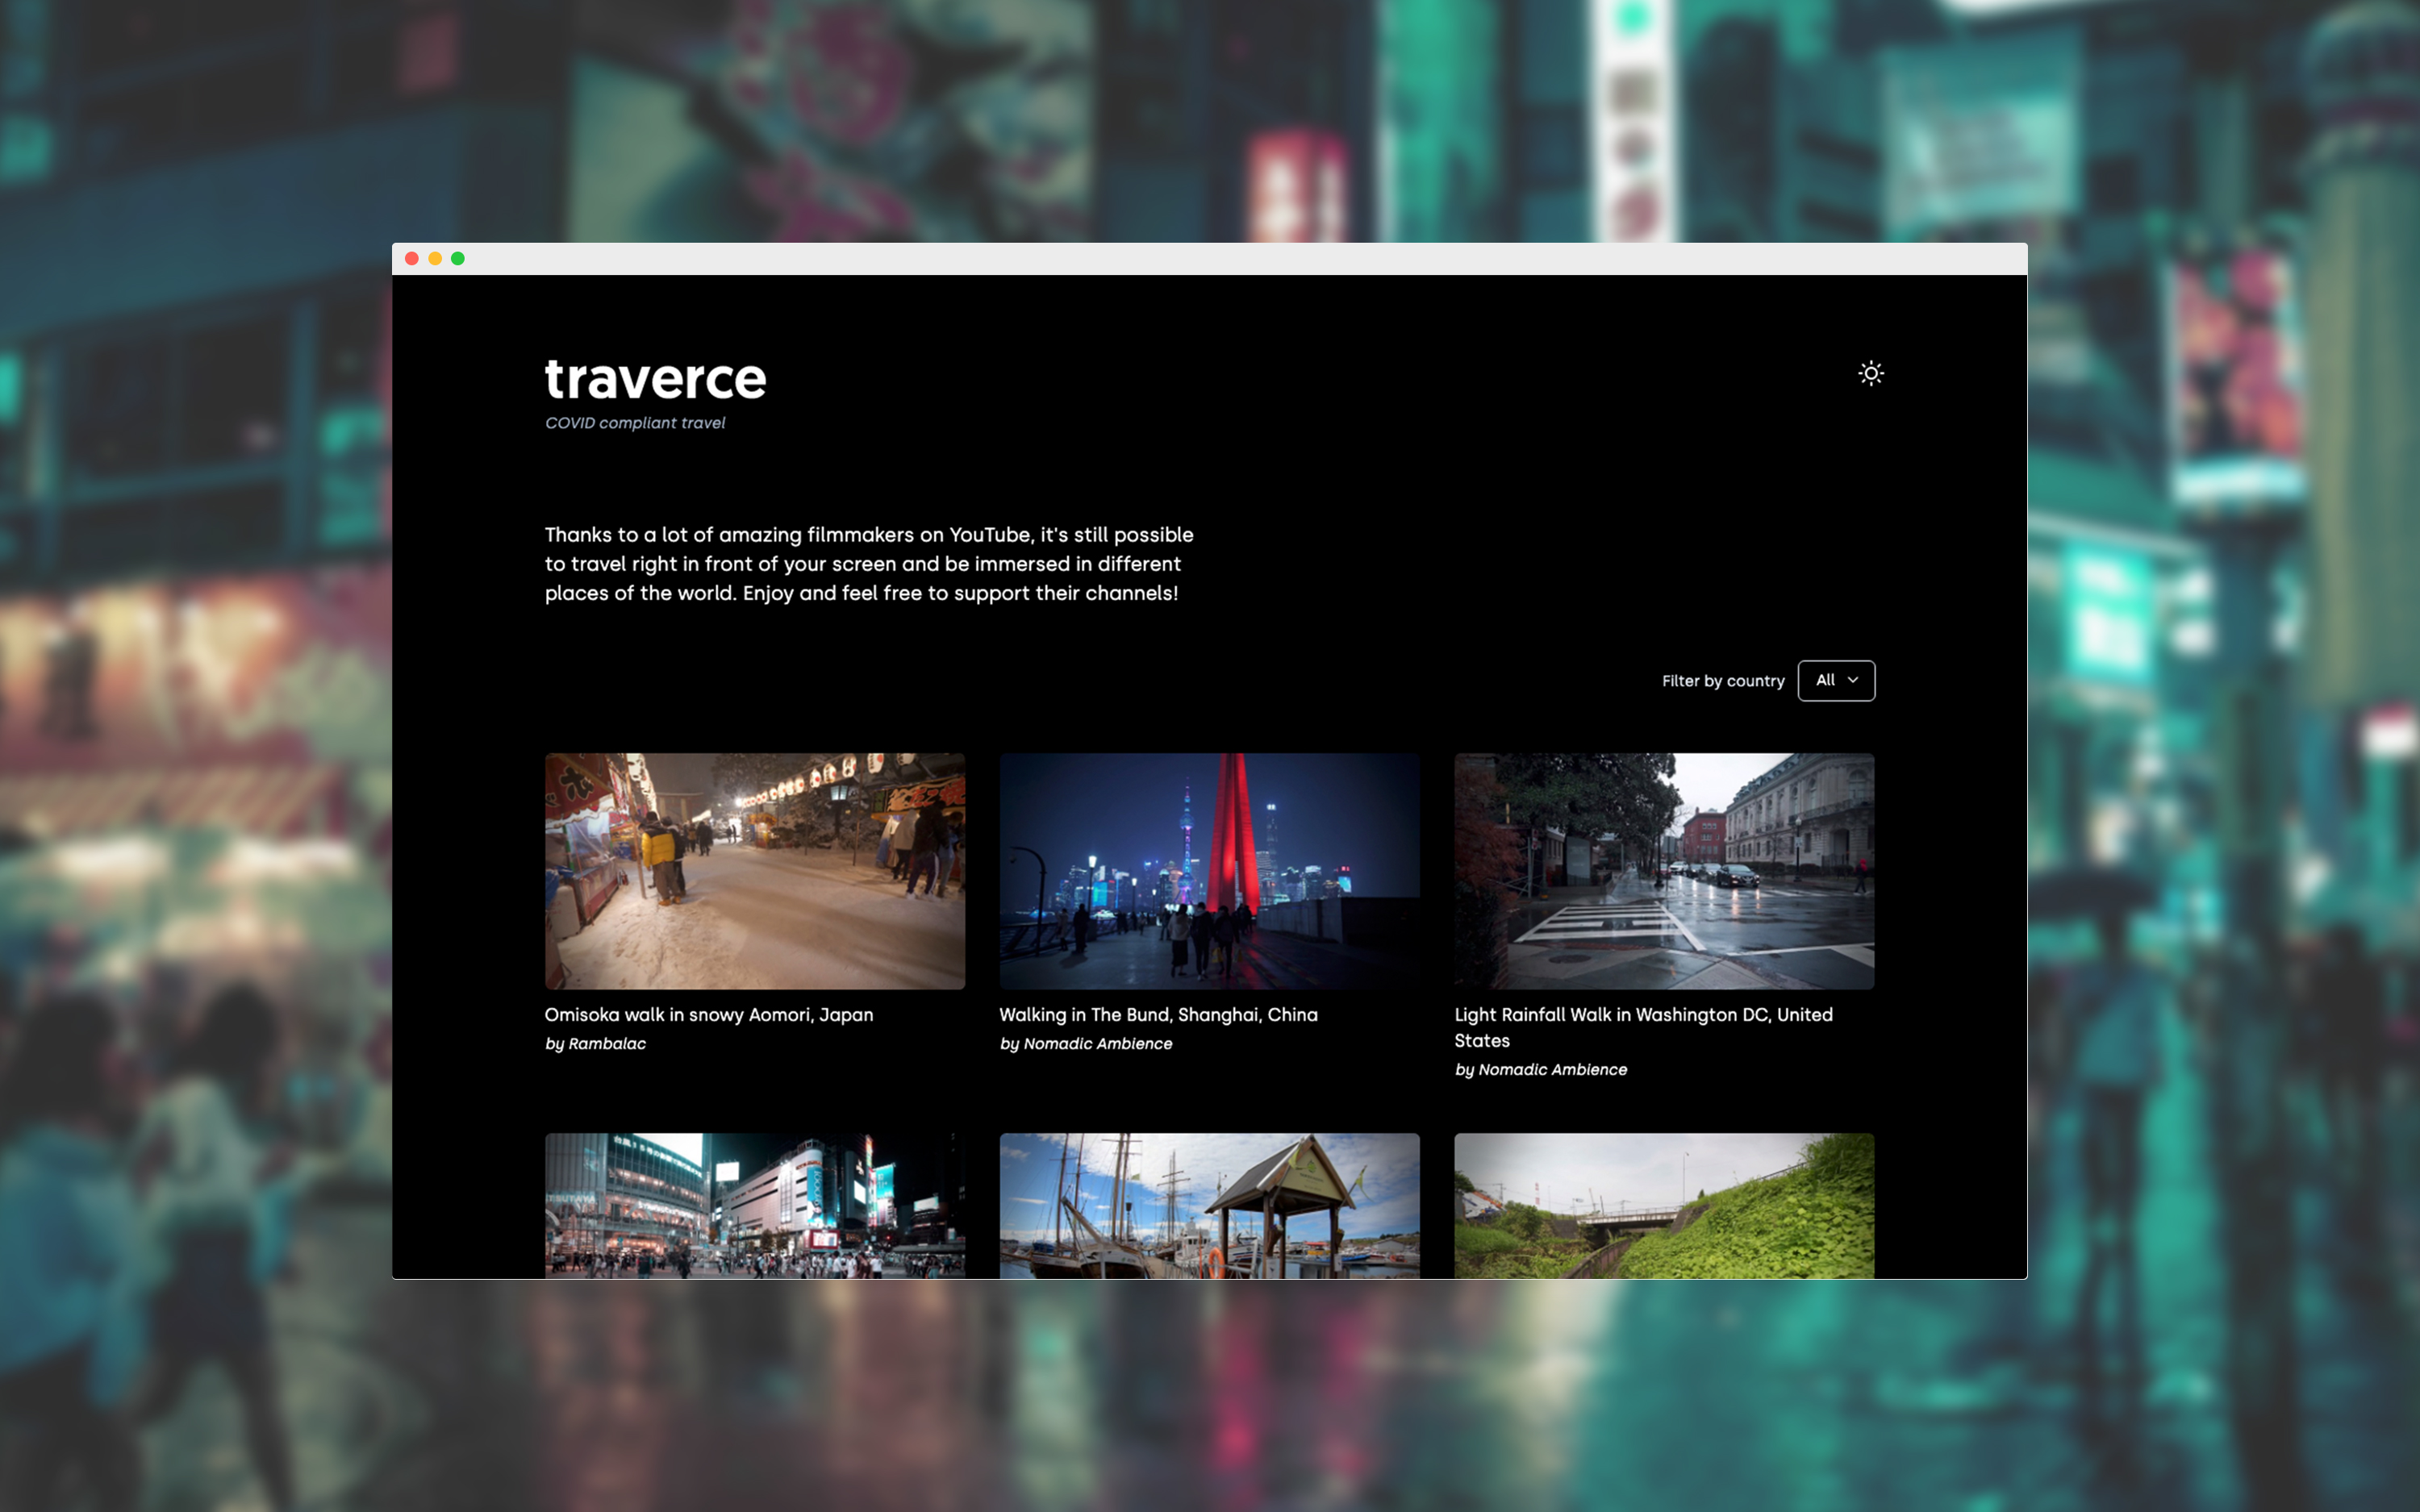 traverce
COVID compliant travel
Thanks to a lot of amazing filmmakers on YouTube, it's still possible
to travel right in front of your screen and be immersed in different
places of the world. Enjoy and feel free to support their channels!
Filter by country All
Omisoka walk in snowy Aomori, Japan
by Rambalac
Walking in The Bund, Shanghai, China
by Nomadic Ambience
Light Rainfall Walk in Washington DC, United
States
by Nomadic Ambience
TSUTAYA